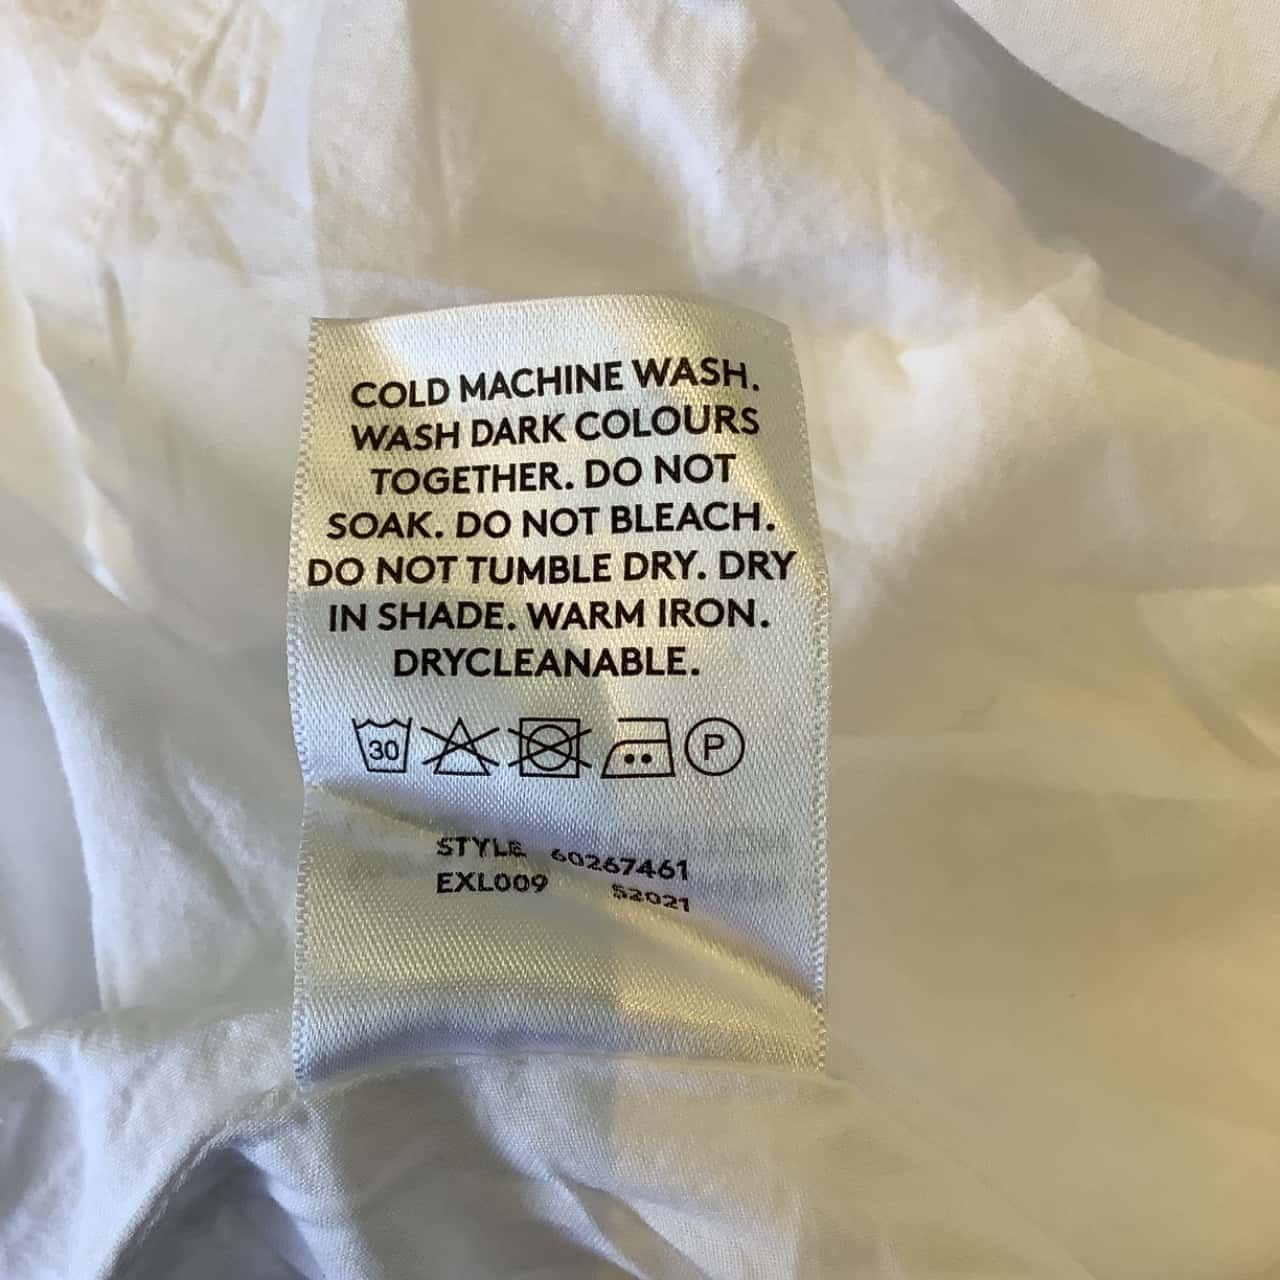 COLD MACHINE WASH.
WASH DARK COLOURS
TOGETHER. DO NOT
SOAK. DO NOT BLEACH.
DO NOT TUMBLE DRY. DRY
IN SHADE. WARM IRON.
DRYCLEANABLE.
30 P
STYLE 60267461
EXL009 S2021